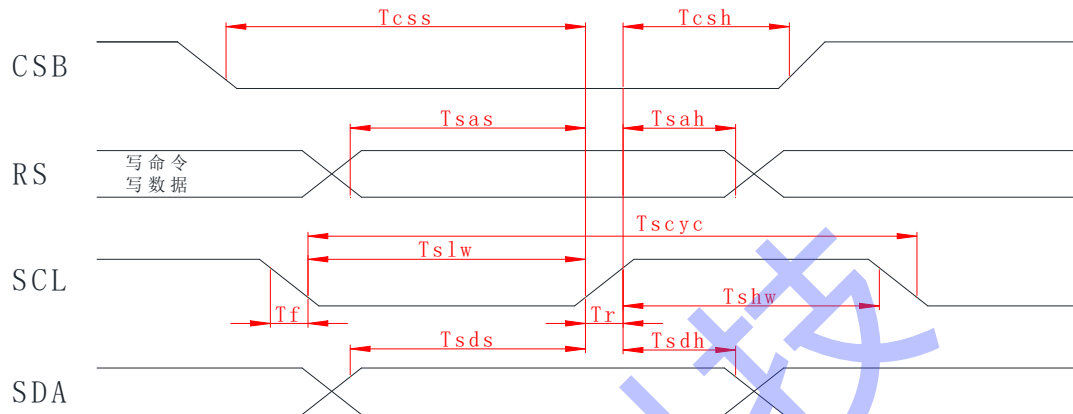 Tcss
Tcsh
CSB
Tsas
Tsah
RS
写命令
写数据
Tscyc
Tslw
SCL
Tshw
Tf
Tr
Tsds
Tsdh
SDA
技